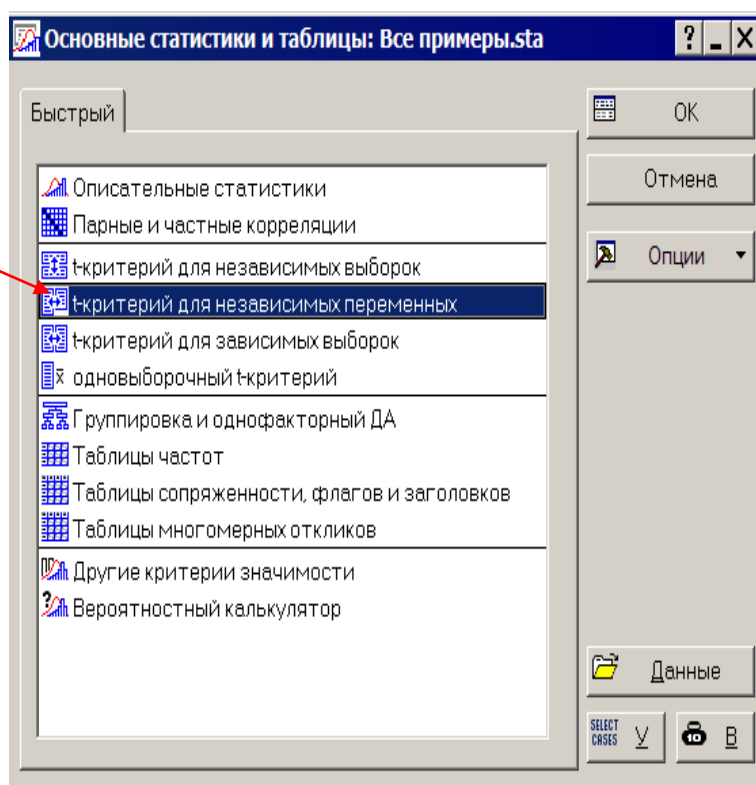 Основные статистики и таблицы: Все примеры.sta
Быстрый
Описательные статистики
Парные и частные корреляции
t-критерий для независимых выборок
t-критерий для независимых переменных
t-критерий для зависимых выборок
одновыборочный t-критерий
Группировка и однофакторный ДА
Таблицы частот
Таблицы сопряженности, флагов и заголовков
Таблицы многомерных откликов
Другие критерии значимости
Вероятностный калькулятор
OK
Отмена
Опции
Данные
SELECT CASES У
10 В